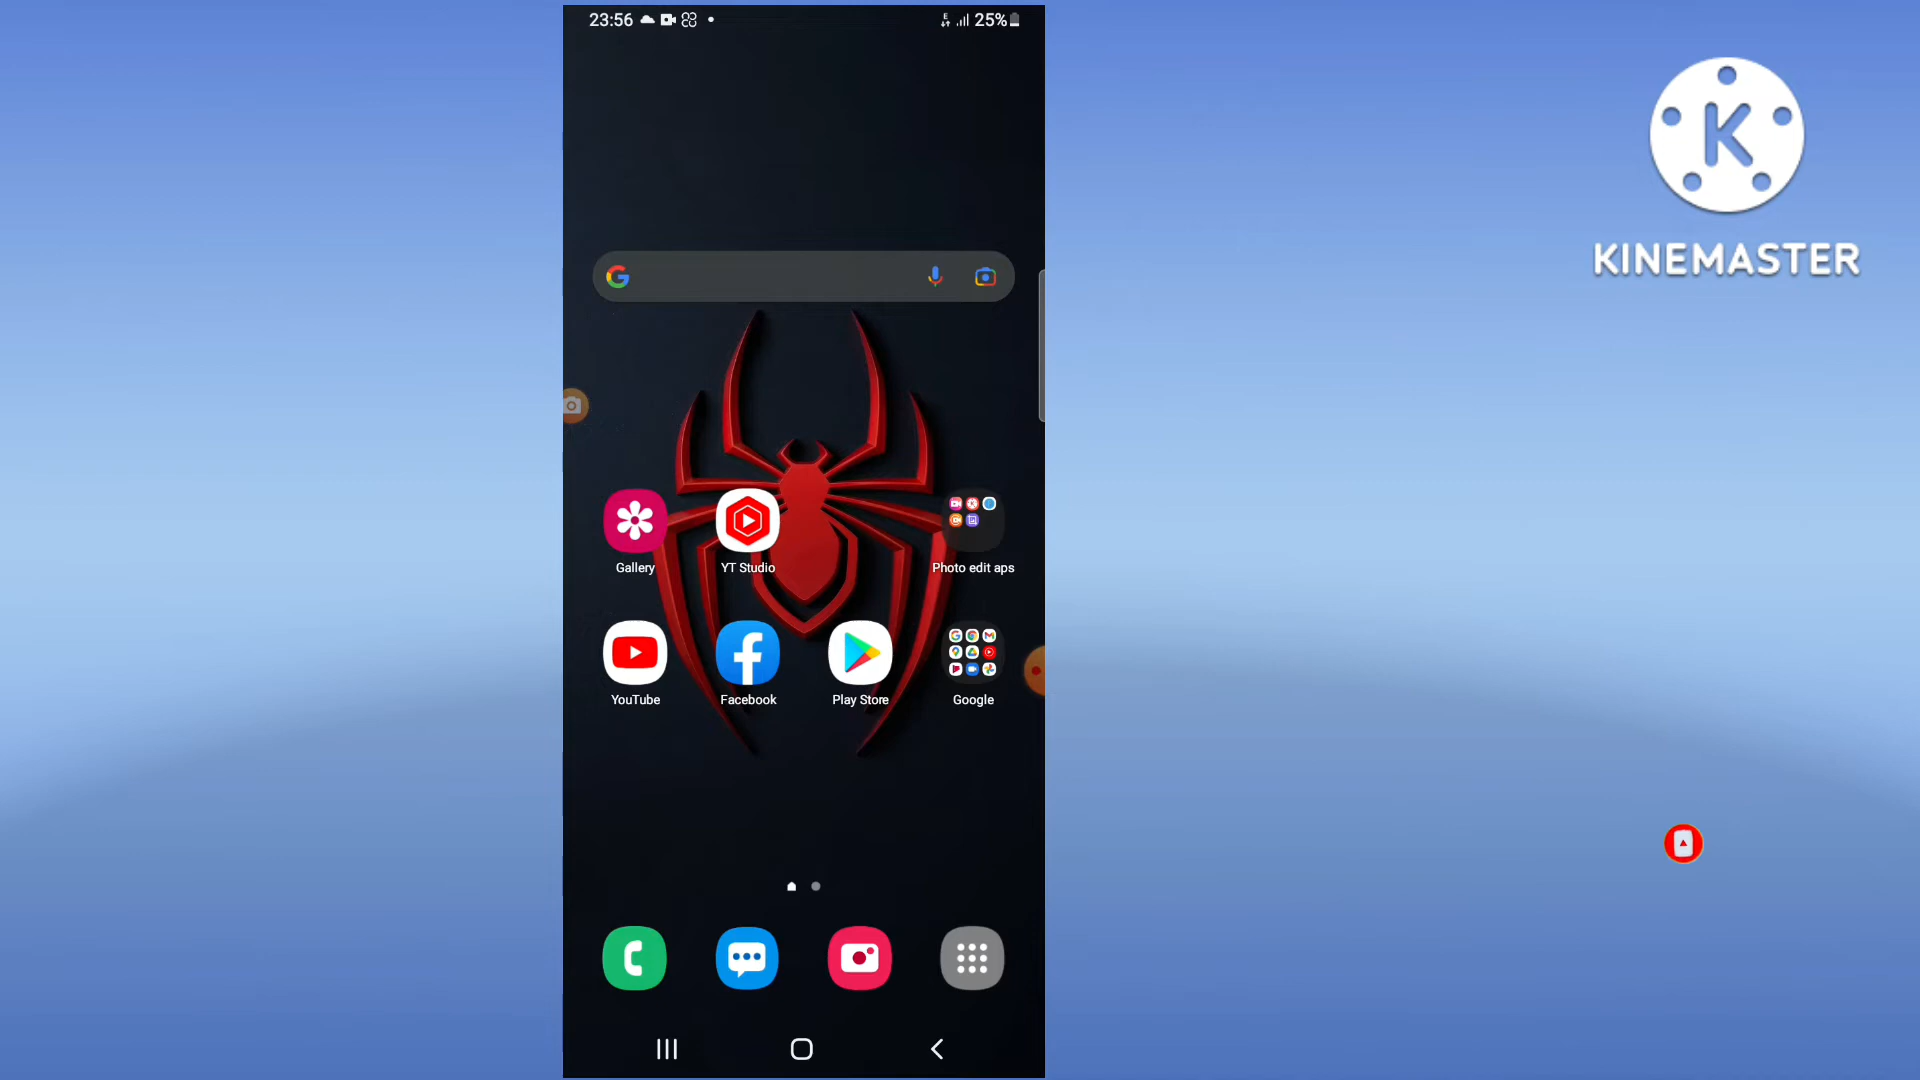 23:56
25%
KINEMASTER
Gallery
YT Studio
Photo edit aps
YouTube
Facebook
Play Store
Google